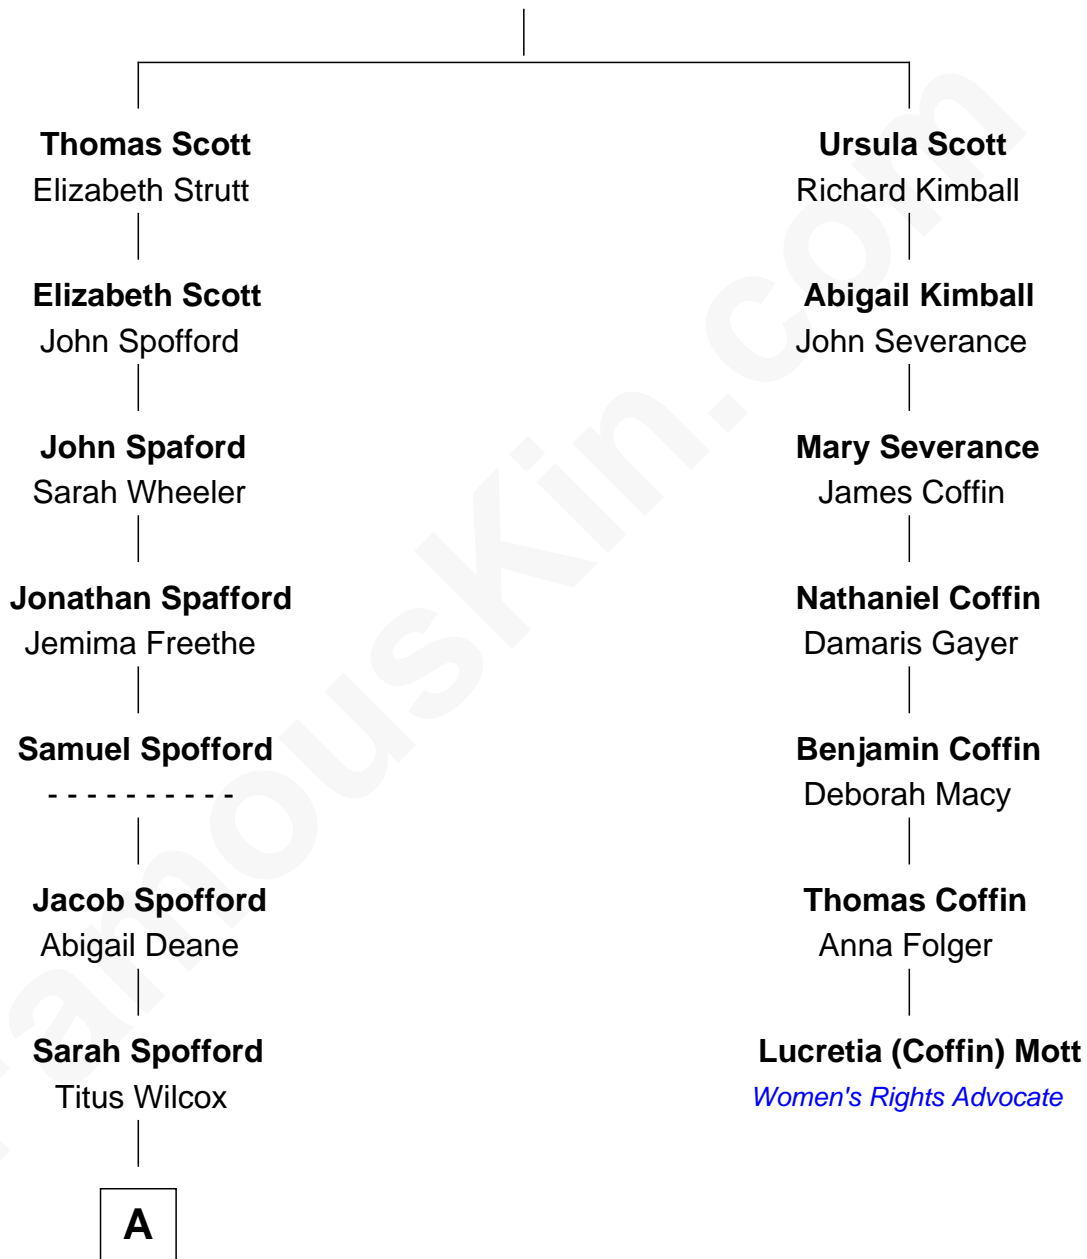 Thomas Scott
Elizabeth Strutt
Elizabeth Scott
John Spofford
John Spaford
Sarah Wheeler
Jonathan Spafford
Jemima Freethe
Samuel Spofford
- - - - - - - - - -
Jacob Spofford
Abigail Deane
Sarah Spofford
Titus Wilcox
A
Ursula Scott
Richard Kimball
Abigail Kimball
John Severance
Mary Severance
James Coffin
Nathaniel Coffin
Damaris Gayer
Benjamin Coffin
Deborah Macy
Thomas Coffin
Anna Folger
Lucretia (Coffin) Mott
Women's Rights Advocate
FamousKin.com